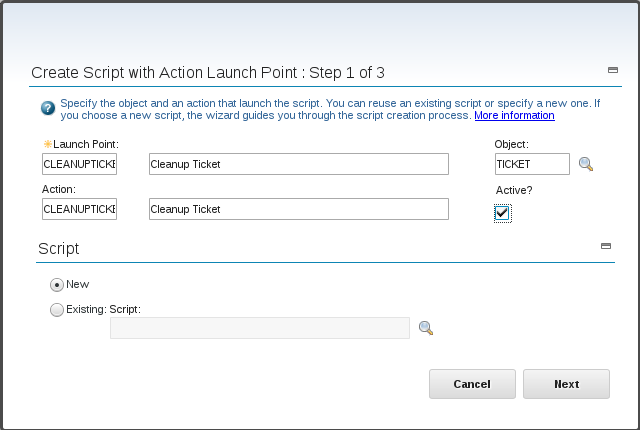 Create Script with Action Launch Point : Step 1 of 3
Specify the object and an action that launch the script. You can reuse an existing script or specify a new one. If
you choose a new script, the wizard guides you through the script creation process. More information
Launch Point: Object:
CLEANUPTICKE Cleanup Ticket TICKET
Action: Active?
CLEANUPTICKE Cleanup Ticket
Script
New
Existing: Script:
Cancel Next